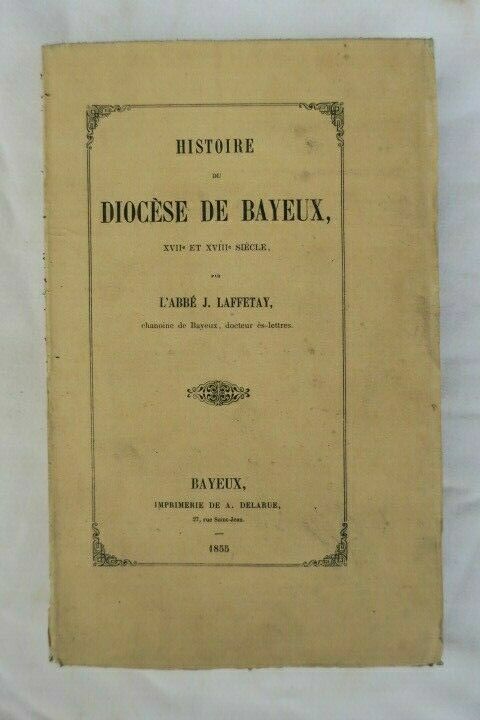 HISTOIRE
DU
DIOCÈSE DE BAYEUX,
XVIIe ET XVIIIe SIÈCLE,
PAR
L'ABBÉ J. LAFFETAY,
chanoine de Bayeux, docteur ès-lettres.
BAYEUX,
IMPRIMERIE DE A. DELARUE,
27, rue Saint-Jean.
1855